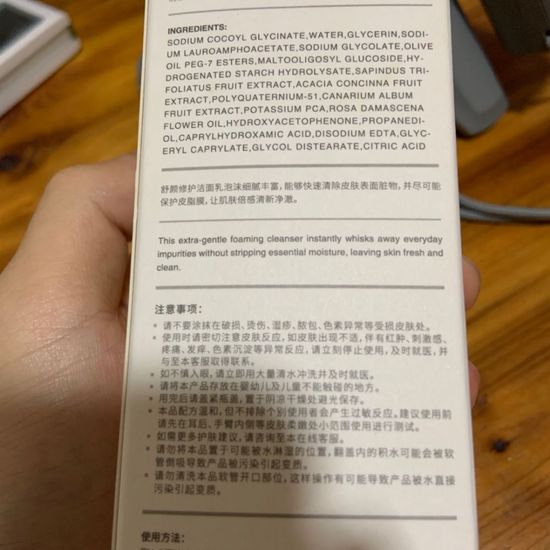 INGREDIENTS:
SODIUM COCOYL GLYCINATE,WATER,GLYCERIN,SODI-
UM LAUROAMPHOACETATE,SODIUM GLYCOLATE,OLIVE
OIL PEG-7 ESTERS,MALTOOLIGOSYL GLUCOSIDE,HY-
DROGENATED STARCH HYDROLYSATE,SAPINDUS TRI-
FOLIATUS FRUIT EXTRACT,ACACIA CONCINNA FRUIT
EXTRACT,POLYQUATERNIUM-51,CANARIUM ALBUM
FRUIT EXTRACT,POTASSIUM PCA,ROSA DAMASCENA
FLOWER OIL,HYDROXYACETOPHENONE,PROPANEDI-
OL,CAPRYLHYDROXAMIC ACID,DISODIUM EDTA,GLYC-
ERYL CAPRYLATE,GLYCOL DISTEARATE,CITRIC ACID
舒颜修护洁面乳泡沫细腻丰富，能够快速清除皮肤表面脏物，并尽可能
保护皮脂膜，让肌肤倍感清新净澈。
This extra-gentle foaming cleanser instantly whisks away everyday
impurities without stripping essential moisture, leaving skin fresh and
clean.
注意事项：
• 请不要涂抹在破损、烫伤、湿疹、脓包、色素异常等受损皮肤处。
• 使用时请密切注意皮肤反应，如皮肤出现不适，伴有红肿、刺激感、
疼痛、发痒、色素沉淀等异常反应，请立刻停止使用，及时就医，并
与至本客服取得联系。
• 如不慎入眼，请立即用大量清水冲洗并及时就医。
• 请将本产品存放在婴幼儿及儿童不能触碰的地方。
• 用完后请盖紧瓶盖，置于阴凉干燥处避光保存。
• 本品配方温和，但不排除个别使用者会产生过敏反应。建议使用前
请先在耳后、手臂内侧等皮肤柔嫩处小范围使用进行测试。
• 如需更多护肤建议，请咨询至本在线客服。
• 请勿将本品置于可能被水淋湿的位置，翻盖内的积水可能会被软
管倒吸导致产品被污染引起变质。
• 请勿清洗本品软管开口部位，这样操作有可能导致产品被水直接
污染引起变质。
使用方法：